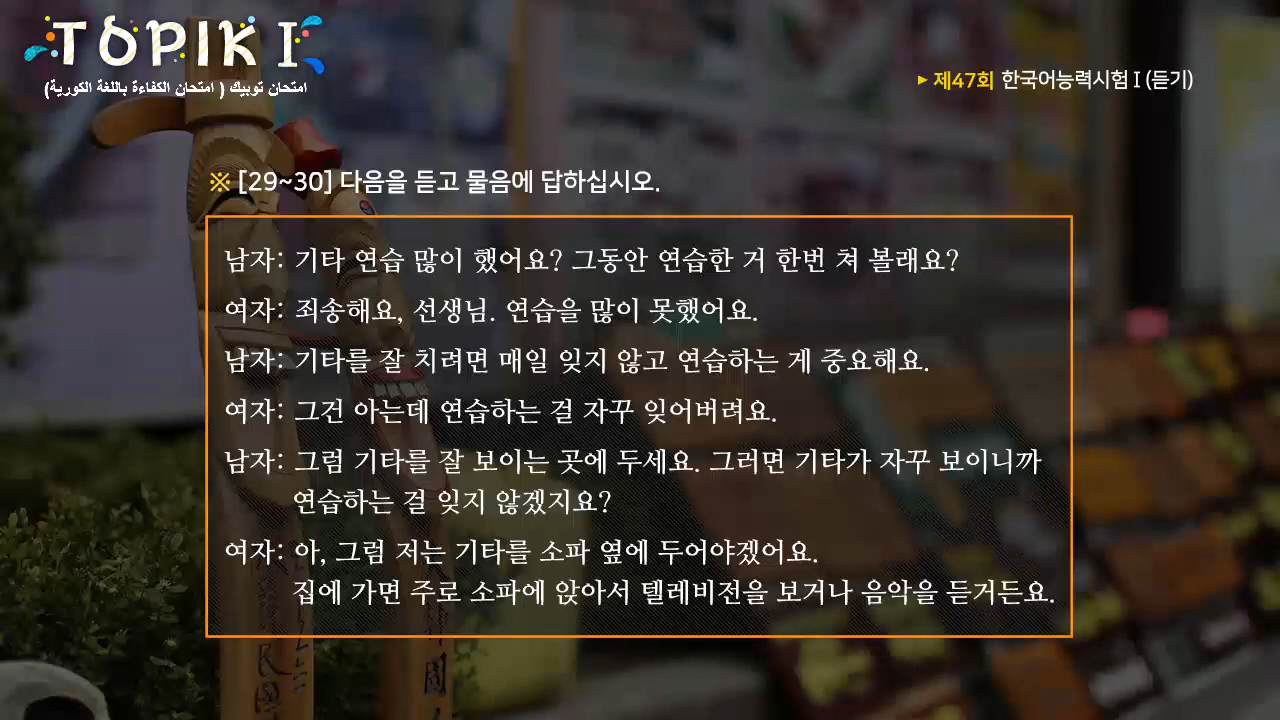 TOPIK I
امتحان توبيك ( امتحان الكفاءة باللغة الكورية)
▸ 제47회 한국어능력시험 I (듣기)
※ [29~30] 다음을 듣고 물음에 답하십시오.
남자: 기타 연습 많이 했어요? 그동안 연습한 거 한번 쳐 볼래요?
여자: 죄송해요, 선생님. 연습을 많이 못했어요.
남자: 기타를 잘 치려면 매일 잊지 않고 연습하는 게 중요해요.
여자: 그건 아는데 연습하는 걸 자꾸 잊어버려요.
남자: 그럼 기타를 잘 보이는 곳에 두세요. 그러면 기타가 자꾸 보이니까
연습하는 걸 잊지 않겠지요?
여자: 아, 그럼 저는 기타를 소파 옆에 두어야겠어요.
집에 가면 주로 소파에 앉아서 텔레비전을 보거나 음악을 듣거든요.
民國
國